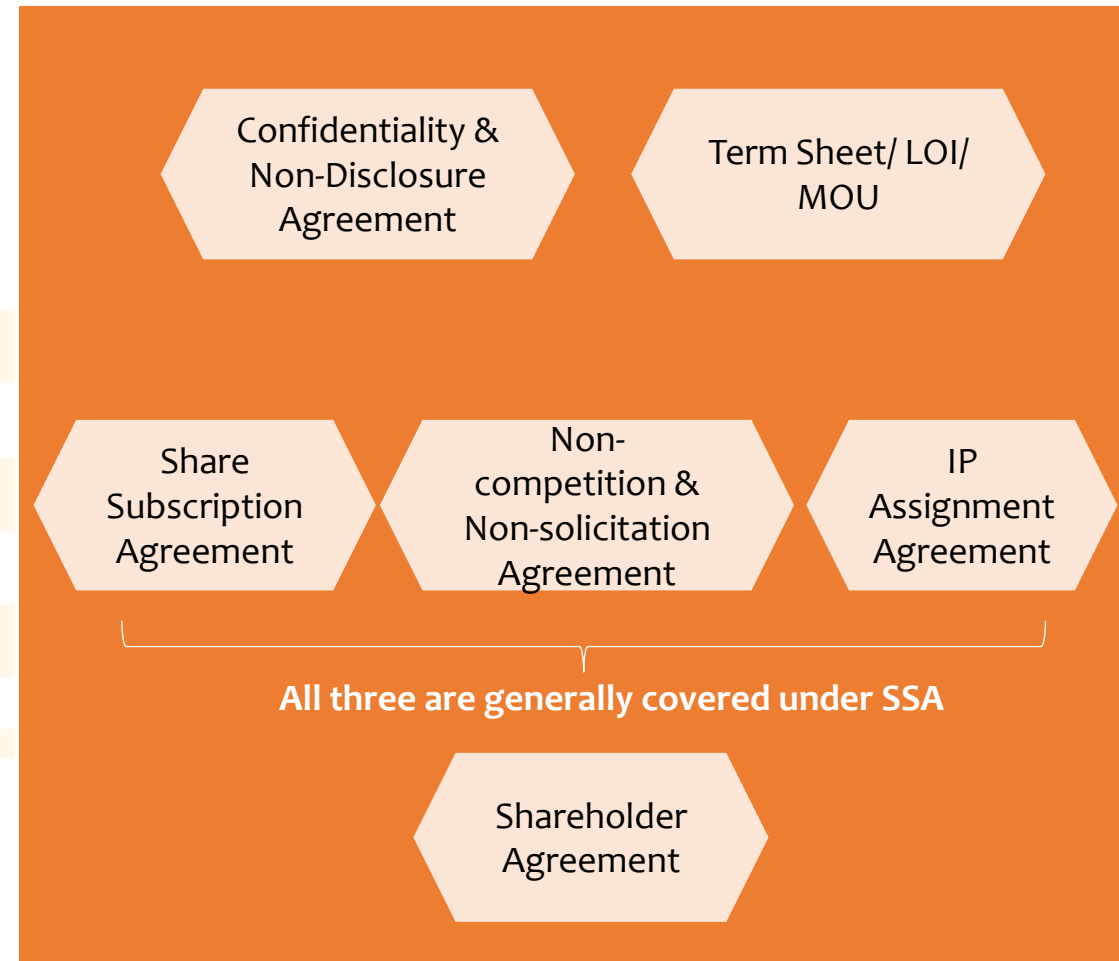 Confidentiality &
Non-Disclosure
Agreement
Term Sheet/ LOI/
MOU
Share
Subscription
Agreement
Non-
competition &
Non-solicitation
Agreement
IP
Assignment
Agreement
All three are generally covered under SSA
Shareholder
Agreement